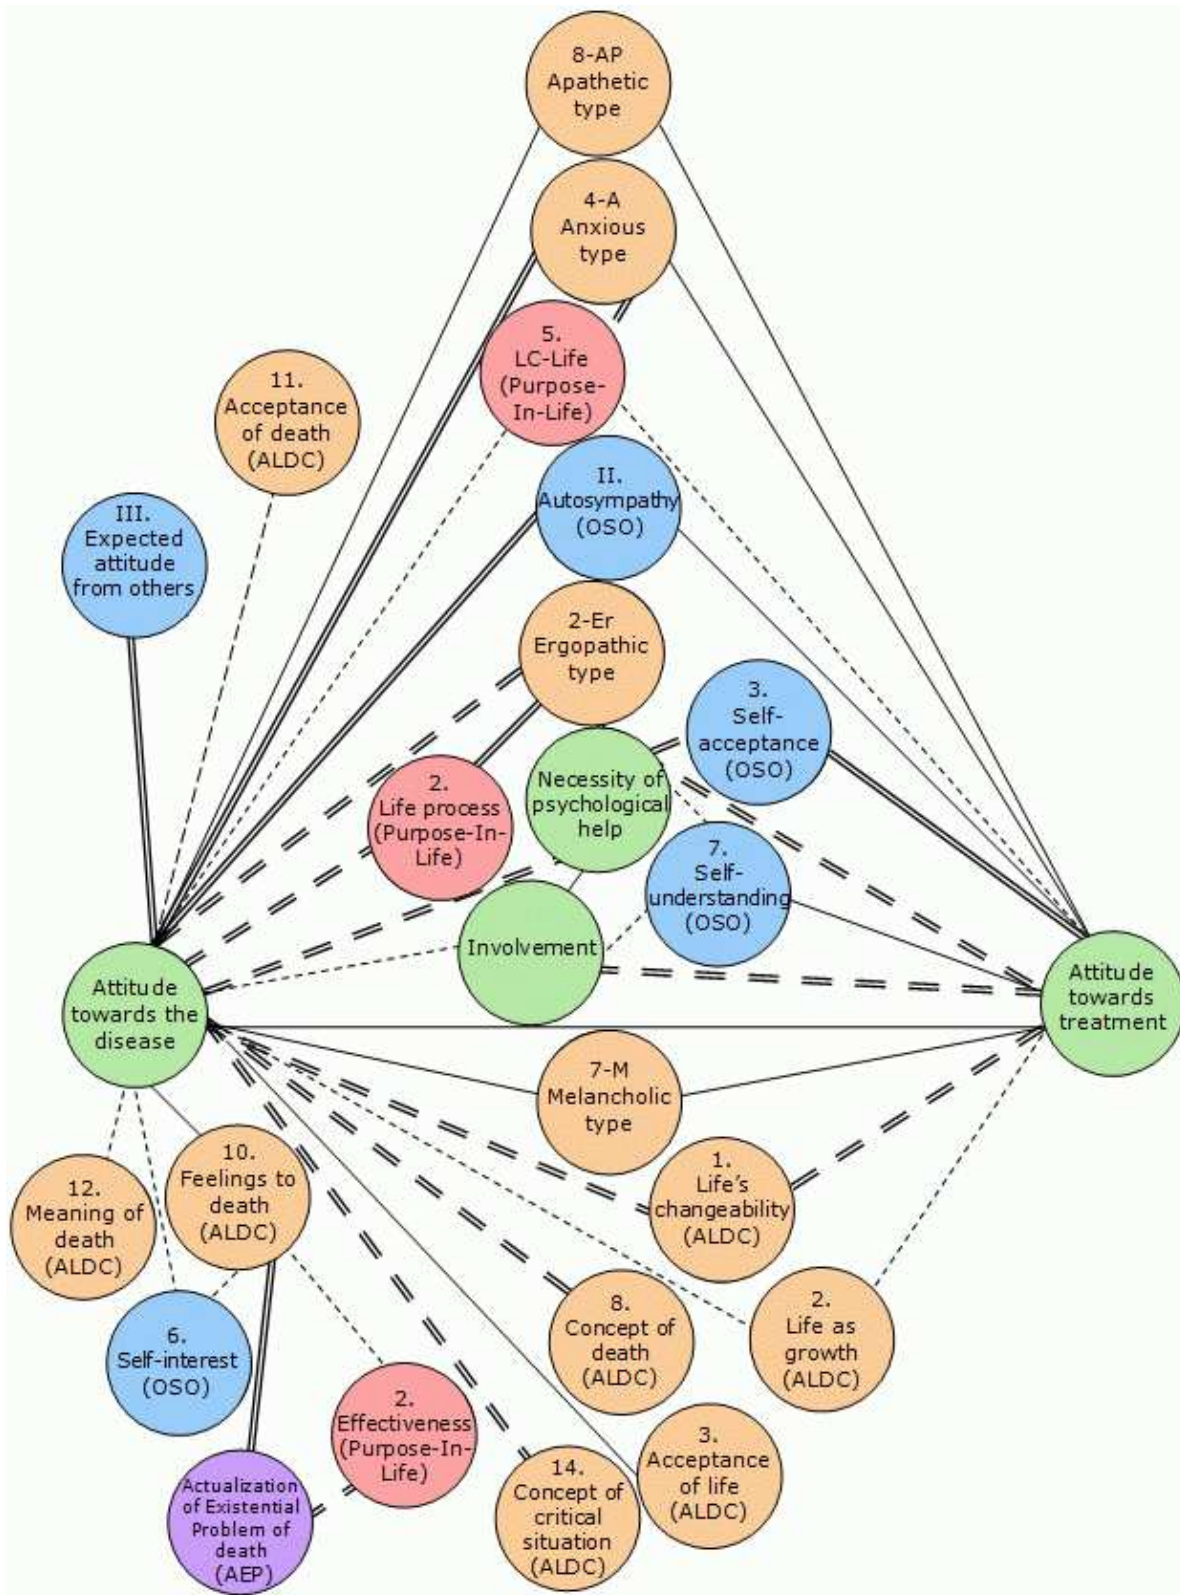 8-AP
Apathetic
type
4-A
Anxious
type
5.
LC-Life
(Purpose-
In-Life)
11.
Acceptance
of death
(ALDC)
II.
Autosympathy
(OSO)
III.
Expected
attitude
from others
2-Er
Ergopathic
type
3.
Self-
acceptance
(OSO)
2.
Life process
(Purpose-In-
Life)
Necessity of
psychological
help
7.
Self-
understanding
(OSO)
Involvement
Attitude
towards the
disease
Attitude
towards
treatment
7-M
Melancholic
type
12.
Meaning of
death
(ALDC)
10.
Feelings to
death
(ALDC)
1.
Life's
changeability
(ALDC)
6.
Self-interest
(OSO)
8.
Concept of
death
(ALDC)
2.
Life as
growth
(ALDC)
2.
Effectiveness
(Purpose-In-
Life)
3.
Acceptance
of life
(ALDC)
Actualization
of Existential
Problem of
death
(AEP)
14.
Concept of
critical
situation
(ALDC)